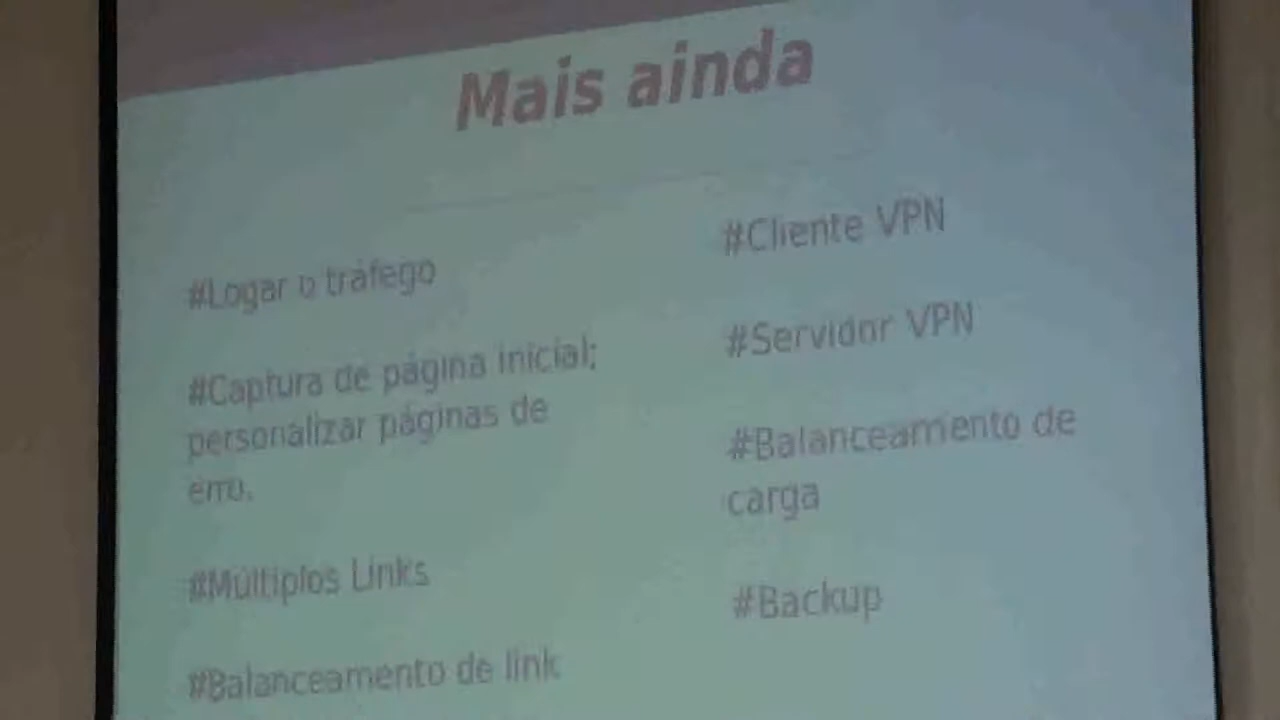 Mais ainda
#Logar o tráfego
#Captura de página inicial;
personalizar páginas de
erro.
#Múltiplos Links
#Balanceamento de link
#Cliente VPN
#Servidor VPN
#Balanceamento de
carga
#Backup